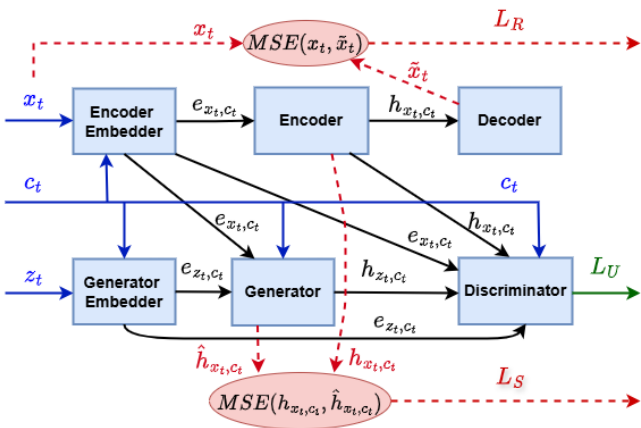 x_t
MSE(x_t, x̃_t)
L_R
x̃_t
x_t
Encoder
Embedder
e_{x_t,c_t}
Encoder
h_{x_t,c_t}
Decoder
c_t
c_t
e_{x_t,c_t}
e_{x_t,c_t}
h_{x_t,c_t}
z_t
Generator
Embedder
e_{z_t,c_t}
Generator
h_{z_t,c_t}
Discriminator
L_U
e_{z_t,c_t}
ĥ_{x_t,c_t}
h_{x_t,c_t}
MSE(h_{x_t,c_t}, ĥ_{x_t,c_t})
L_S